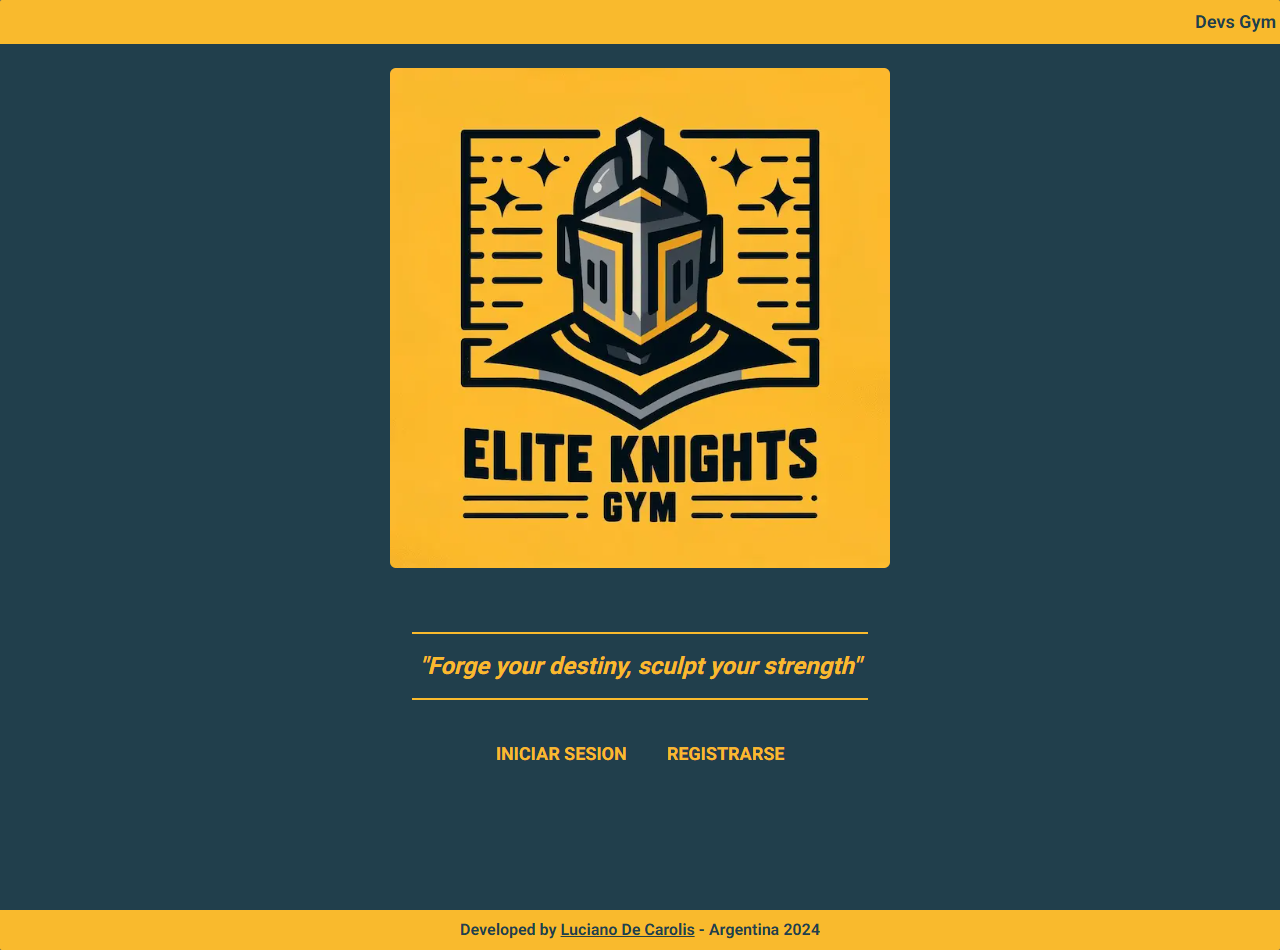 Devs Gym
ELITE KNIGHTS
GYM
"Forge your destiny, sculpt your strength"
INICIAR SESION REGISTRARSE
Developed by Luciano De Carolis - Argentina 2024